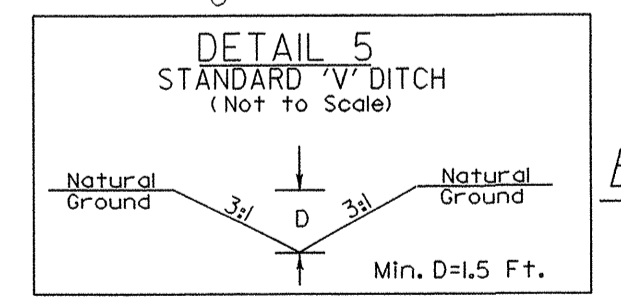 DETAIL 5
STANDARD 'V' DITCH
(Not to Scale)
Natural
Ground
3:1
D
3:1
Natural
Ground
Min. D=1.5 Ft.